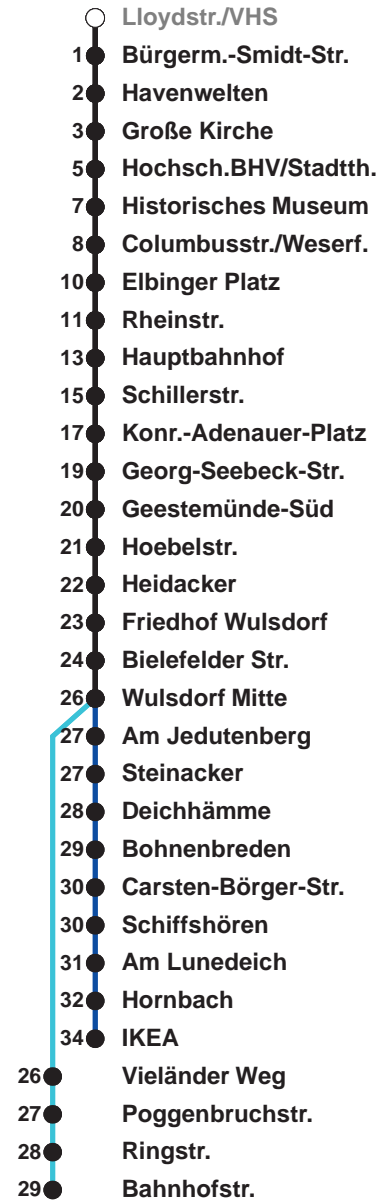 Lloydstr./VHS
1 Bürgerm.-Smidt-Str.
2 Havenwelten
3 Große Kirche
5 Hochsch.BHV/Stadtth.
7 Historisches Museum
8 Columbusstr./Weserf.
10 Elbinger Platz
11 Rheinstr.
13 Hauptbahnhof
15 Schillerstr.
17 Konr.-Adenauer-Platz
19 Georg-Seebeck-Str.
20 Geestemünde-Süd
21 Hoebelstr.
22 Heidacker
23 Friedhof Wulsdorf
24 Bielefelder Str.
26 Wulsdorf Mitte
27 Am Jedutenberg
27 Steinacker
28 Deichhämme
29 Bohnenbreden
30 Carsten-Börger-Str.
30 Schiffshören
31 Am Lunedeich
32 Hornbach
34 IKEA
26 Vieländer Weg
27 Poggenbruchstr.
28 Ringstr.
29 Bahnhofstr.